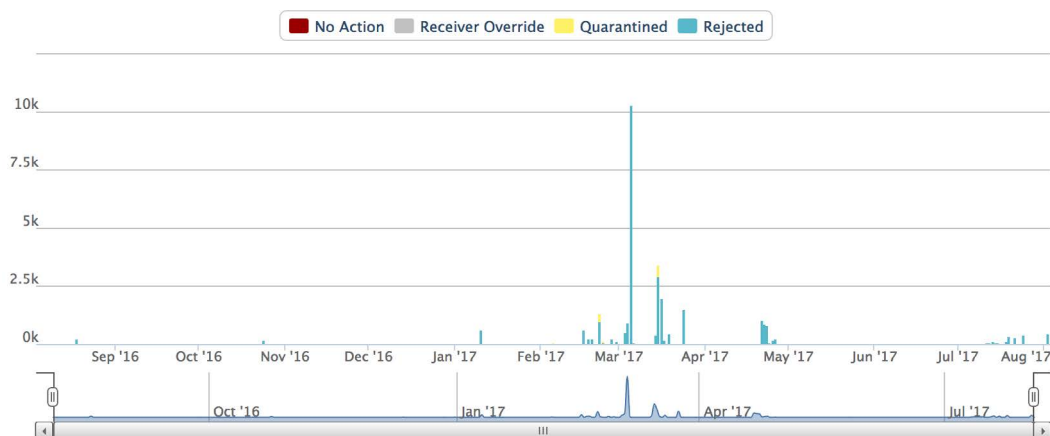 No Action Receiver Override Quarantined Rejected
10k
7.5k
5k
2.5k
0k
Sep '16 Oct '16 Nov '16 Dec '16 Jan '17 Feb '17 Mar '17 Apr '17 May '17 Jun '17 Jul '17 Aug '17
Oct '16 Jan '17 Apr '17 Jul '17